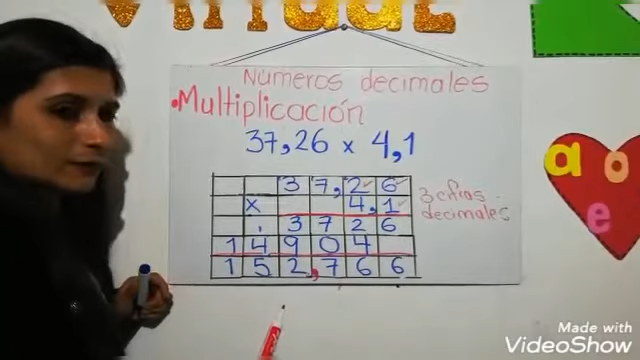 Números decimales
•Multiplicación
37,26 x 4,1
3 7, 2 6
x 4, 1
3 7 2 6
1 4 9 0 4
1 5 2, 7 6 6
3 cifras
decimales
a o
e
Made with
VideoShow